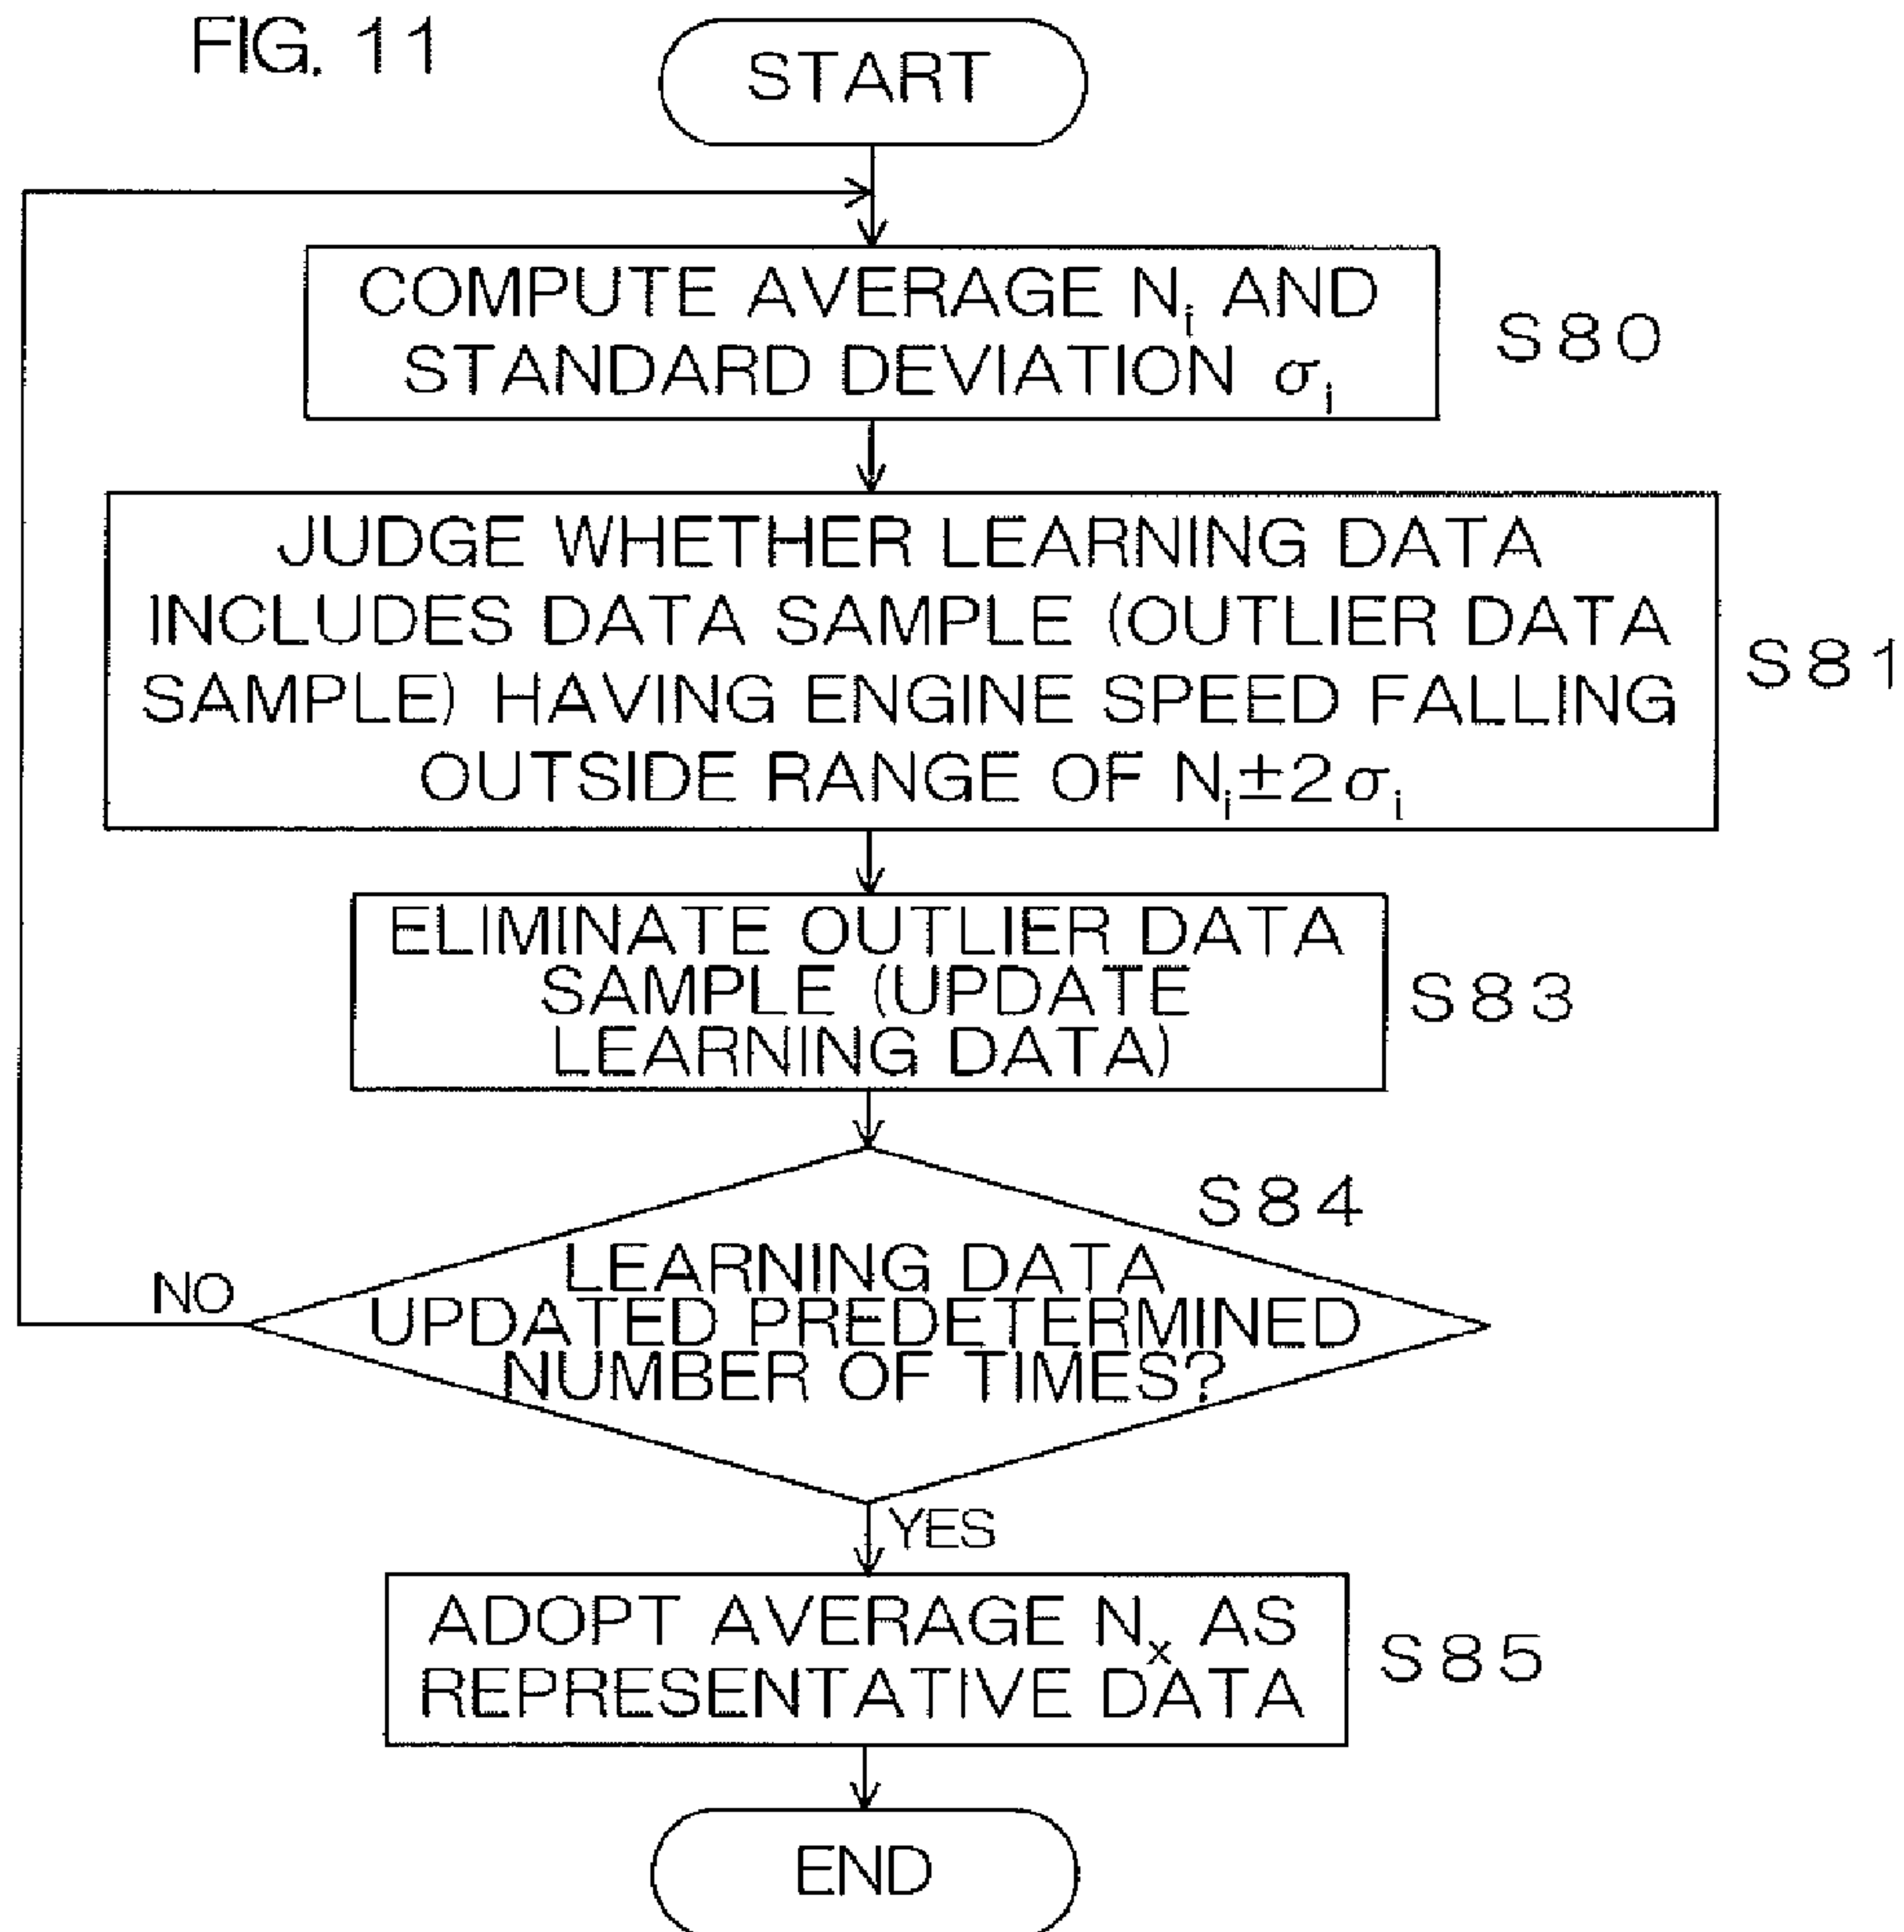 FIG. 11
START
COMPUTE AVERAGE Nᵢ AND
STANDARD DEVIATION σᵢ
S80
JUDGE WHETHER LEARNING DATA
INCLUDES DATA SAMPLE (OUTLIER DATA
SAMPLE) HAVING ENGINE SPEED FALLING
OUTSIDE RANGE OF Nᵢ±2σᵢ
S81
ELIMINATE OUTLIER DATA
SAMPLE (UPDATE
LEARNING DATA)
S83
S84
LEARNING DATA
UPDATED PREDETERMINED
NUMBER OF TIMES?
NO
YES
ADOPT AVERAGE Nₓ AS
REPRESENTATIVE DATA
S85
END